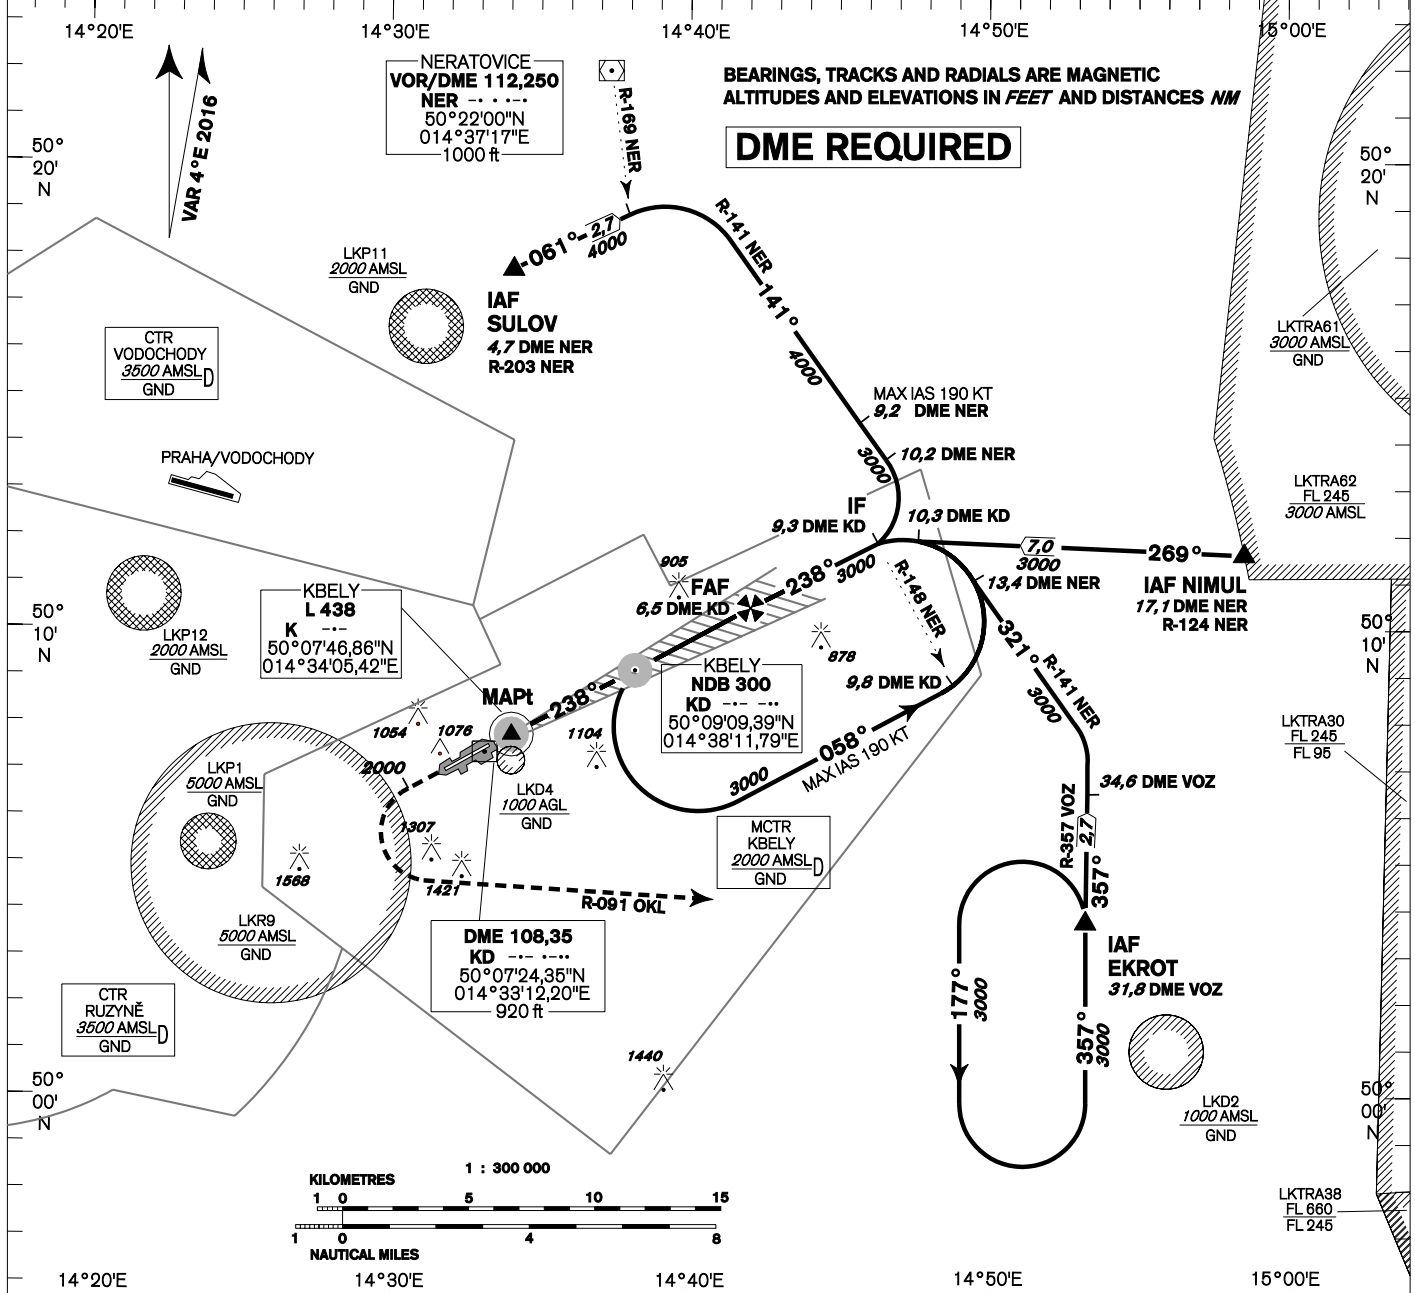 14°20'E
14°30'E
14°40'E
14°50'E
15°00'E
VAR 4°E 2016
NERATOVICE
VOR/DME 112,250
NER -· · ·-·
50°22'00"N
014°37'17"E
1000 ft
R-169 NER
BEARINGS, TRACKS AND RADIALS ARE MAGNETIC
ALTITUDES AND ELEVATIONS IN FEET AND DISTANCES NM
DME REQUIRED
50°
20'
N
50°
20'
N
LKP11
2000 AMSL
GND
061°
2,7
4000
IAF
SULOV
4,7 DME NER
R-203 NER
R-141 NER
141°
4000
CTR
VODOCHODY
3500 AMSL D
GND
LKTRA61
3000 AMSL
GND
MAX IAS 190 KT
9,2 DME NER
10,2 DME NER
3000
PRAHA/VODOCHODY
LKTRA62
FL 245
3000 AMSL
IF
9,3 DME KD
10,3 DME KD
7,0
3000
269°
IAF NIMUL
17,1 DME NER
R-124 NER
13,4 DME NER
905
FAF
6,5 DME KD
238°
3000
R-148 NER
KBELY
L 438
K -·-
50°07'46,86"N
014°34'05,42"E
LKP12
2000 AMSL
GND
50°
10'
N
50°
10'
N
878
321°
R-141 NER
3000
9,8 DME KD
KBELY
NDB 300
KD -·- -··
50°09'09,39"N
014°38'11,79"E
MAPt
238°
1054
1076
1104
058°
MAX IAS 190 KT
3000
2000
LKP1
5000 AMSL
GND
LKD4
1000 AGL
GND
LKTRA30
FL 245
FL 95
34,6 DME VOZ
R-357 VOZ
2,7
357°
1307
1421
1568
MCTR
KBELY
2000 AMSL D
GND
R-091 OKL
LKR9
5000 AMSL
GND
DME 108,35
KD -·- -·-··
50°07'24,35"N
014°33'12,20"E
920 ft
IAF
EKROT
31,8 DME VOZ
177°
3000
357°
3000
CTR
RUZYNĚ
3500 AMSL D
GND
1440
50°
00'
N
50°
00'
N
LKD2
1000 AMSL
GND
1 : 300 000
KILOMETRES
1 0 5 10 15
1 0 4 8
NAUTICAL MILES
LKTRA38
FL 660
FL 245
14°20'E
14°30'E
14°40'E
14°50'E
15°00'E